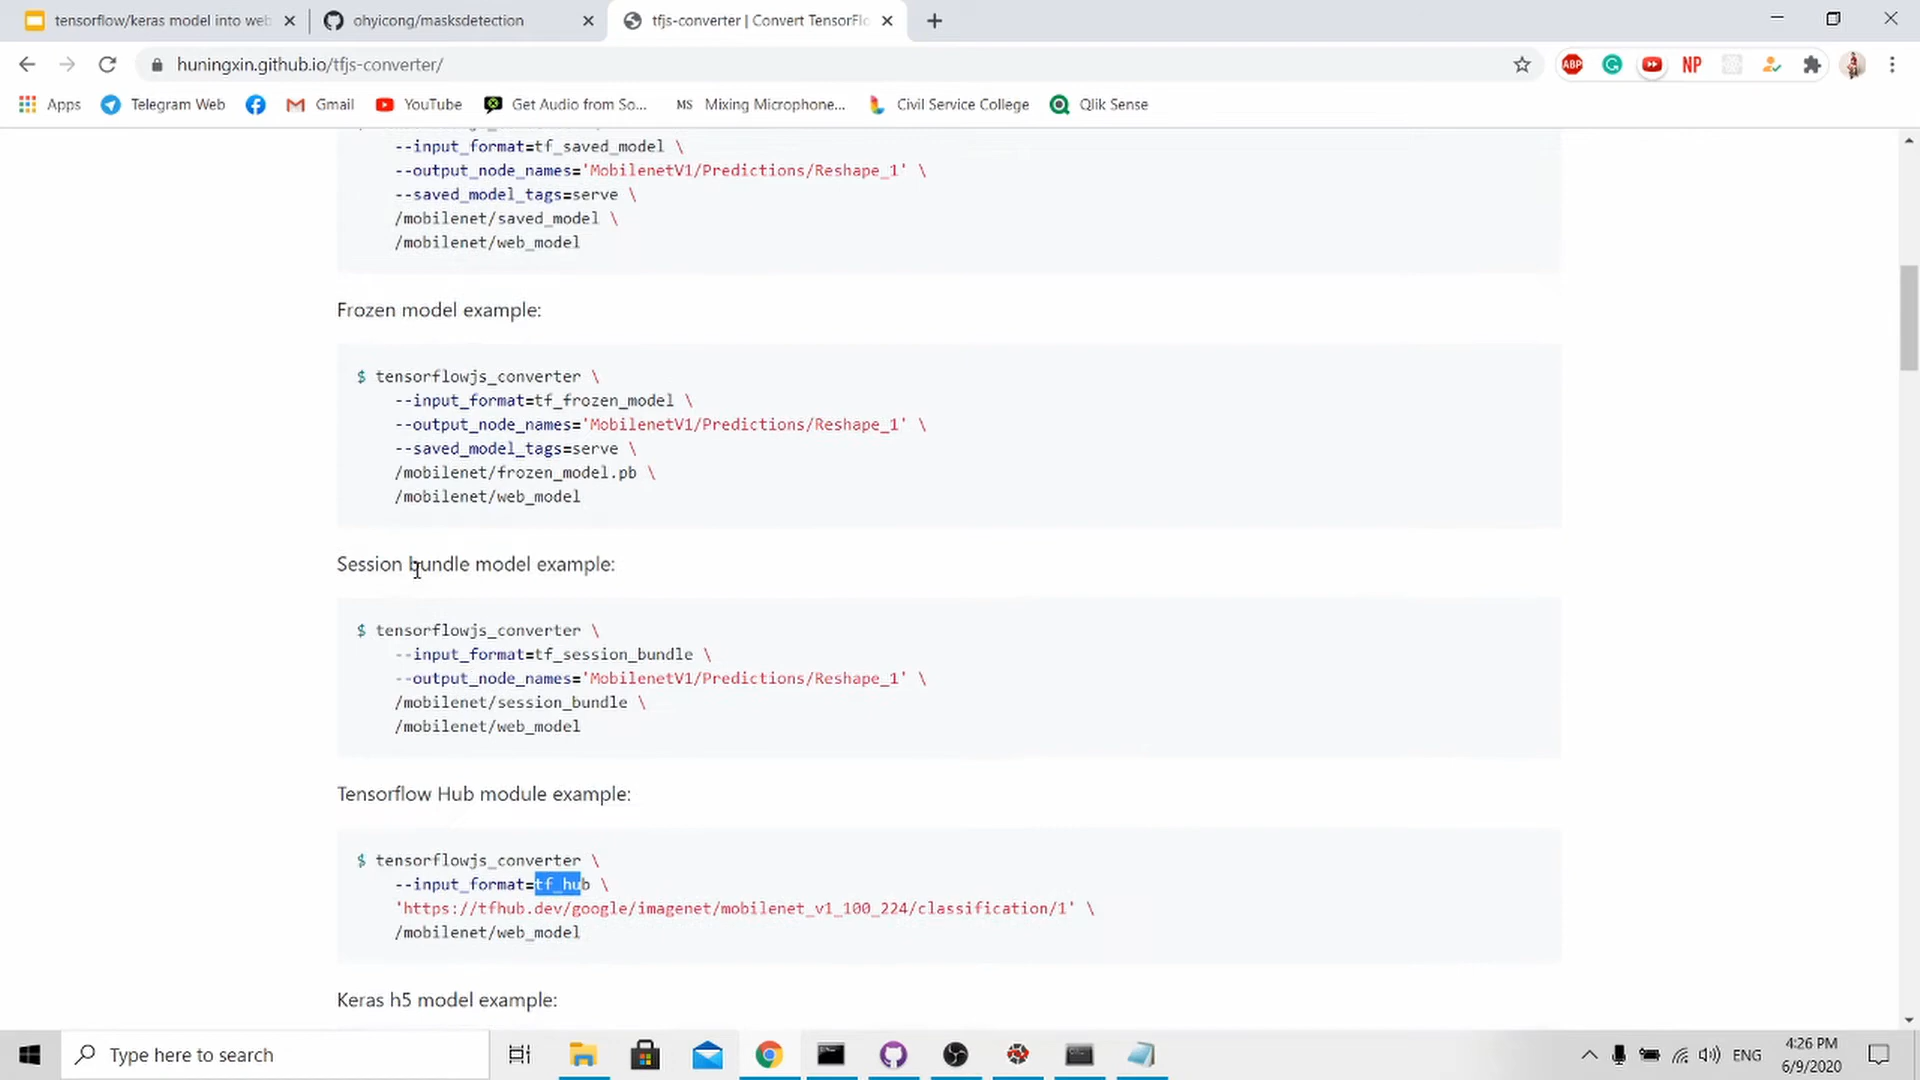 tensorflow/keras model into web
ohyicong/masksdetection
tfjs-converter | Convert TensorFlo
huningxin.github.io/tfjs-converter/
ABP
NP
Apps
Telegram Web
Gmail
YouTube
Get Audio from So...
MS Mixing Microphone...
Civil Service College
Qlik Sense
--input_format=tf_saved_model \
--output_node_names='MobilenetV1/Predictions/Reshape_1' \
--saved_model_tags=serve \
/mobilenet/saved_model \
/mobilenet/web_model
Frozen model example:
$ tensorflowjs_converter \
--input_format=tf_frozen_model \
--output_node_names='MobilenetV1/Predictions/Reshape_1' \
--saved_model_tags=serve \
/mobilenet/frozen_model.pb \
/mobilenet/web_model
Session bundle model example:
$ tensorflowjs_converter \
--input_format=tf_session_bundle \
--output_node_names='MobilenetV1/Predictions/Reshape_1' \
/mobilenet/session_bundle \
/mobilenet/web_model
Tensorflow Hub module example:
$ tensorflowjs_converter \
--input_format=tf_hub \
'https://tfhub.dev/google/imagenet/mobilenet_v1_100_224/classification/1' \
/mobilenet/web_model
Keras h5 model example:
Type here to search
ENG
4:26 PM
6/9/2020